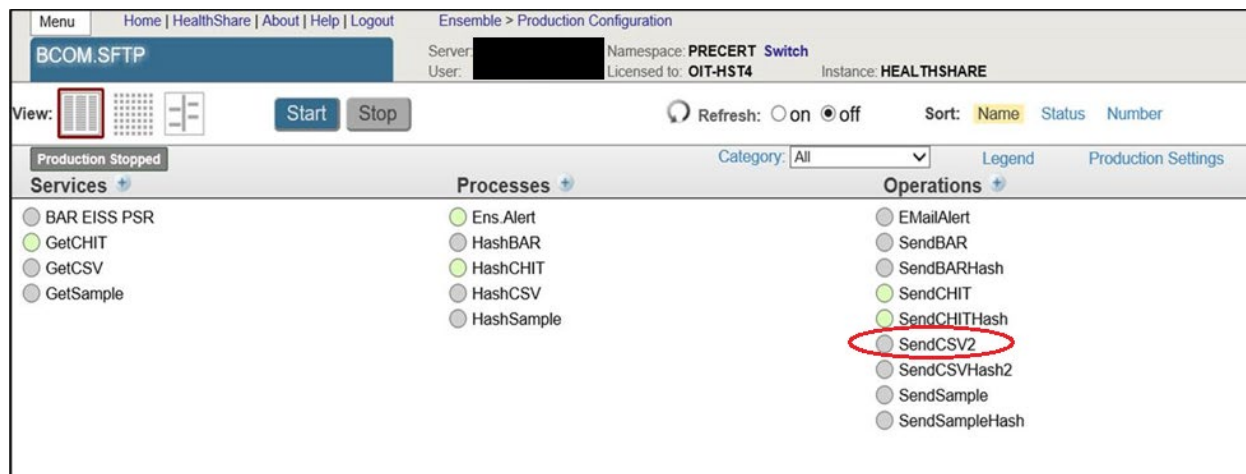 Menu Home | HealthShare | About | Help | Logout Ensemble > Production Configuration
BCOM.SFTP Server: Namespace: PRECERT Switch
User: Licensed to: OIT-HST4 Instance: HEALTHSHARE
View: Start Stop Refresh: on off Sort: Name Status Number
Production Stopped Category: All Legend Production Settings
Services Processes Operations
BAR EISS PSR Ens.Alert EMailAlert
GetCHIT HashBAR SendBAR
GetCSV HashCHIT SendBARHash
GetSample HashCSV SendCHIT
HashSample SendCHITHash
SendCSV2
SendCSVHash2
SendSample
SendSampleHash